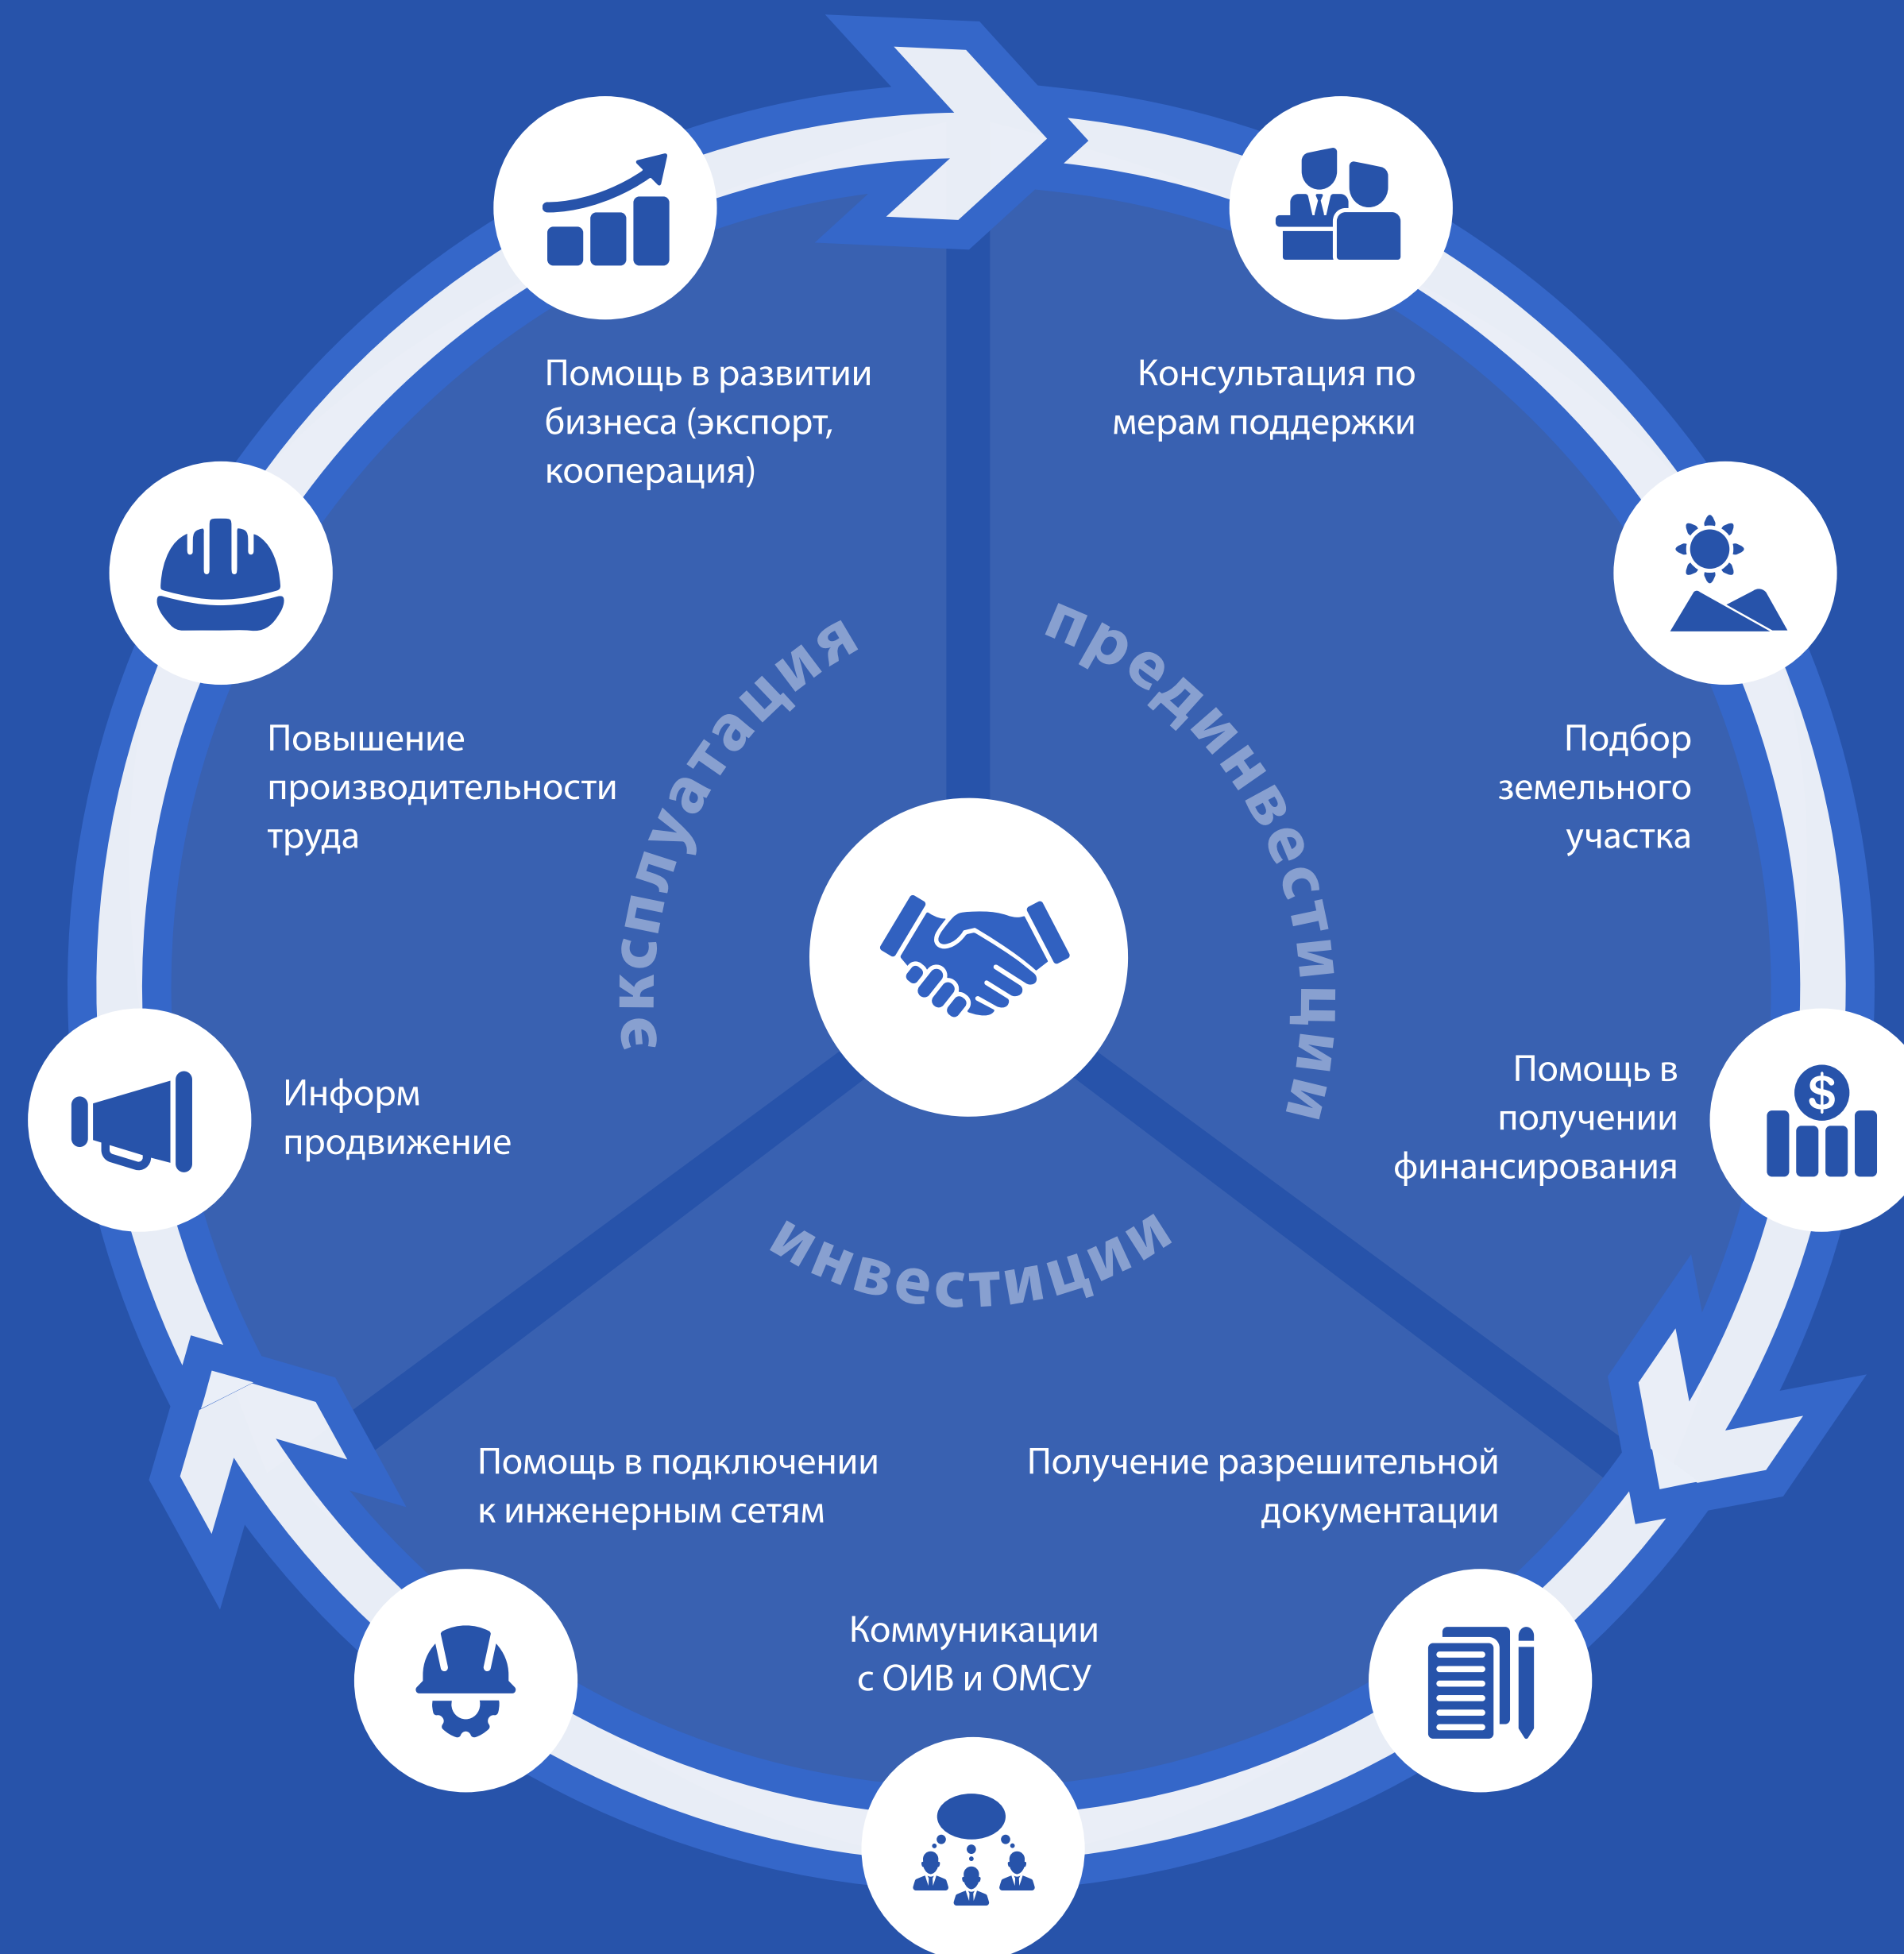 Помощь в развитии
бизнеса (экспорт,
кооперация)
Консультация по
мерам поддержки
Повышение
производительности
труда
Подбор
земельного
участка
эксплуатация
прединвестиции
Информ
продвижение
$
Помощь в
получении
финансирования
инвестиции
Помощь в подключении
к инженерным сетям
Получение разрешительной
документации
Коммуникации
с ОИВ и ОМСУ